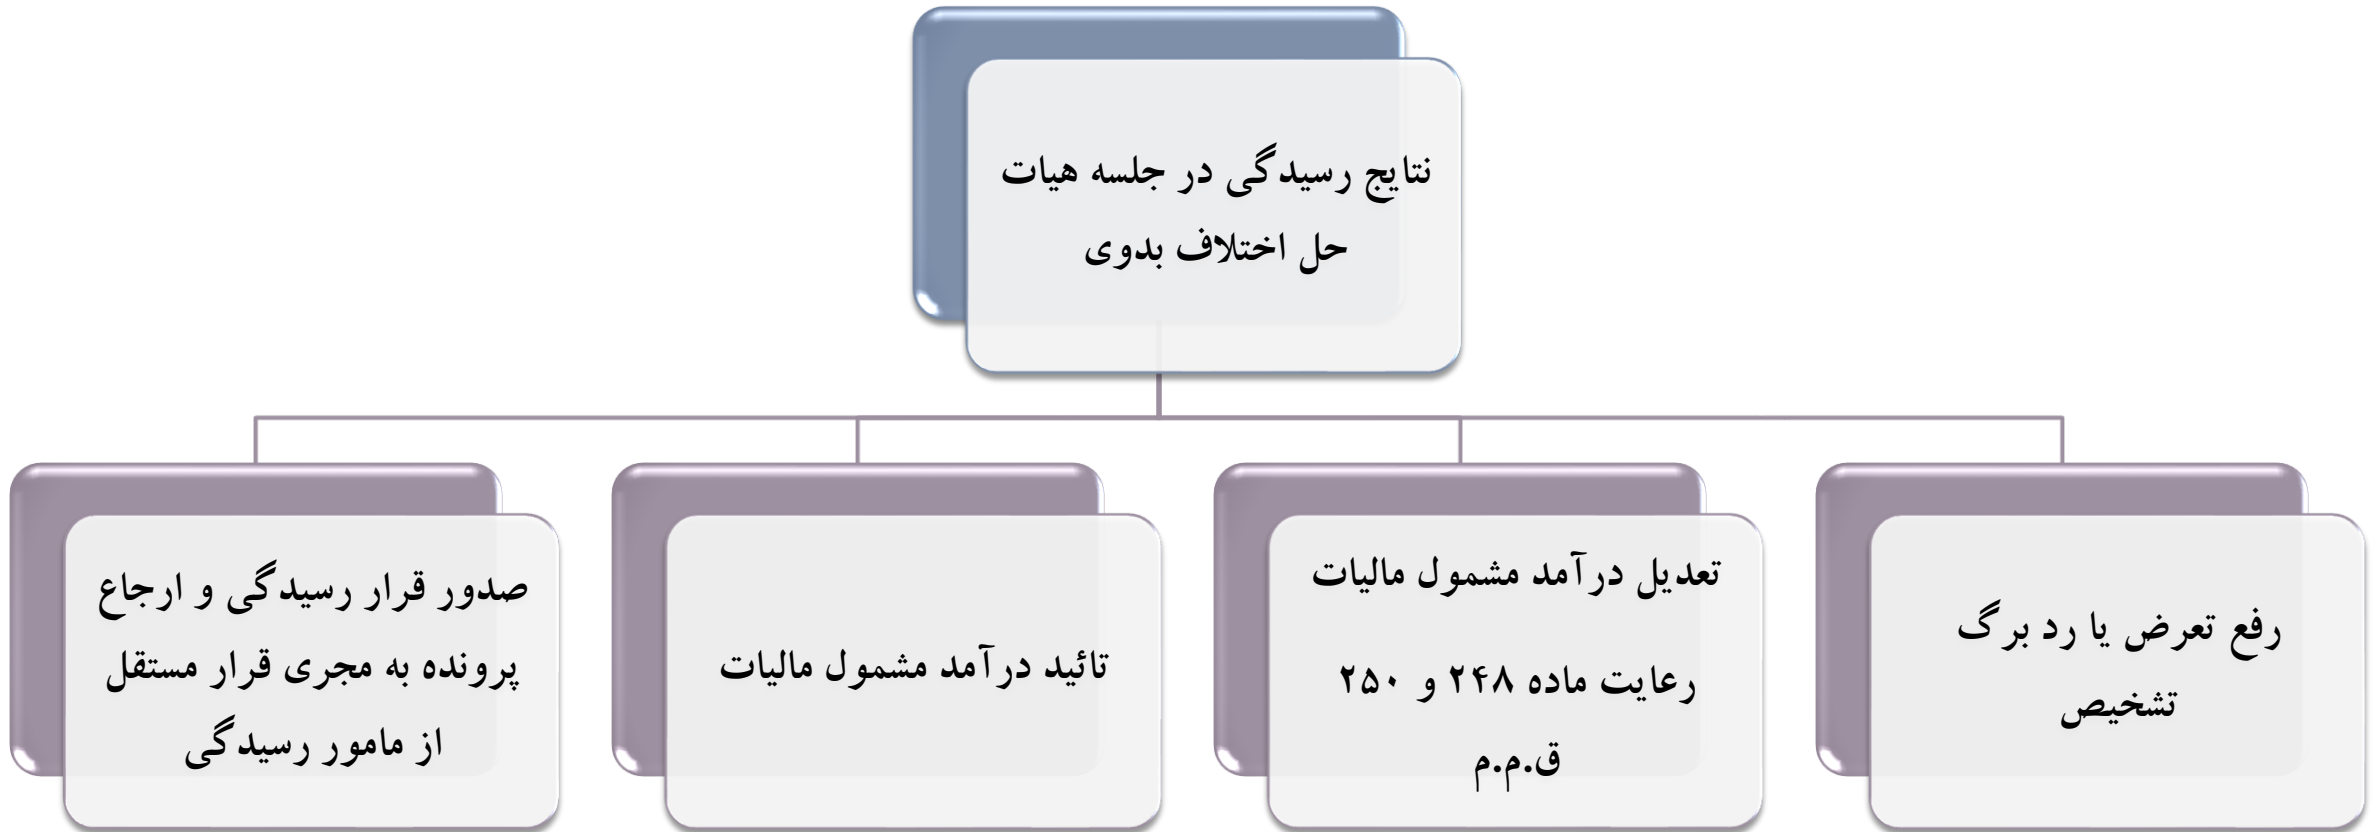 نتایج رسیدگی در جلسه هیات
حل اختلاف بدوی
رفع تعرض یا رد برگ
تشخیص
تعدیل درآمد مشمول مالیات
رعایت ماده ۲۴۸ و ۲۵۰
ق.م.م
تائید درآمد مشمول مالیات
صدور قرار رسیدگی و ارجاع
پرونده به مجری قرار مستقل
از مامور رسیدگی